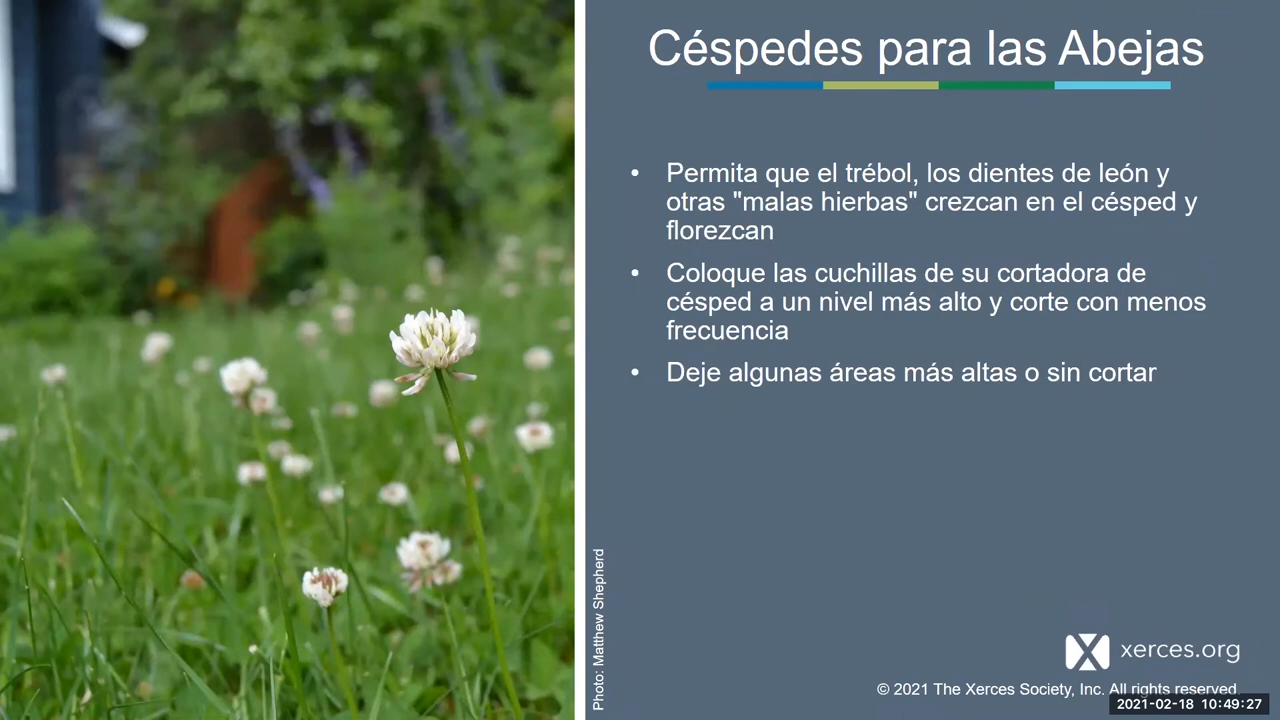 Céspedes para las Abejas
• Permita que el trébol, los dientes de león y
otras "malas hierbas" crezcan en el césped y
florezcan
• Coloque las cuchillas de su cortadora de
césped a un nivel más alto y corte con menos
frecuencia
• Deje algunas áreas más altas o sin cortar
Photo: Matthew Shepherd
xerces.org
© 2021 The Xerces Society, Inc. All rights reserved
2021-02-18 10:49:27